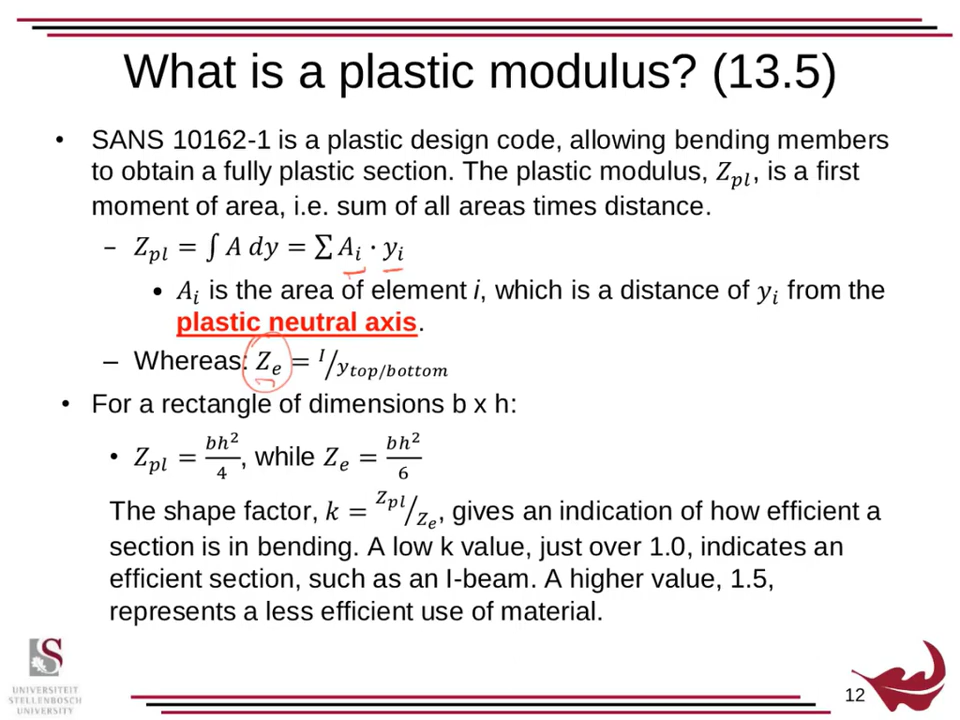 What is a plastic modulus? (13.5)
• SANS 10162-1 is a plastic design code, allowing bending members
to obtain a fully plastic section. The plastic modulus, Z_pl, is a first
moment of area, i.e. sum of all areas times distance.
– Z_pl = ∫ A dy = ∑ A_i · y_i
• A_i is the area of element i, which is a distance of y_i from the
plastic neutral axis.
– Whereas: Z_e = I/y_top/bottom
• For a rectangle of dimensions b x h:
• Z_pl = bh²/4, while Z_e = bh²/6
The shape factor, k = Z_pl/Z_e, gives an indication of how efficient a
section is in bending. A low k value, just over 1.0, indicates an
efficient section, such as an I-beam. A higher value, 1.5,
represents a less efficient use of material.
UNIVERSITEIT
STELLENBOSCH
UNIVERSITY
12